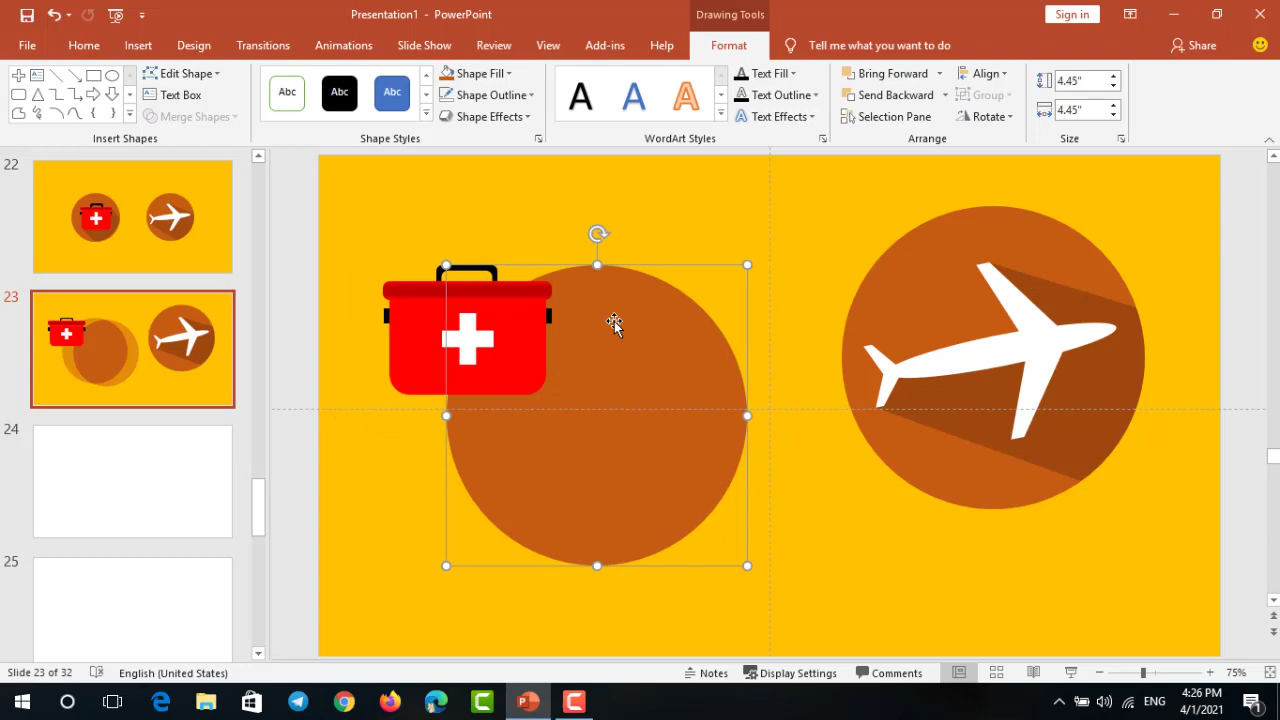 Presentation1 - PowerPoint
Drawing Tools
Sign in
File Home Insert Design Transitions Animations Slide Show Review View Add-ins Help Format Tell me what you want to do Share
Edit Shape
Text Box
Merge Shapes
Insert Shapes
Abc Abc Abc
Shape Fill
Shape Outline
Shape Effects
Shape Styles
A A A
Text Fill
Text Outline
Text Effects
WordArt Styles
Bring Forward
Send Backward
Selection Pane
Align
Group
Rotate
Arrange
4.45"
4.45"
Size
22
23
24
25
Slide 23 of 32 English (United States) Notes Display Settings Comments 75%
ENG
4:26 PM
4/1/2021
1